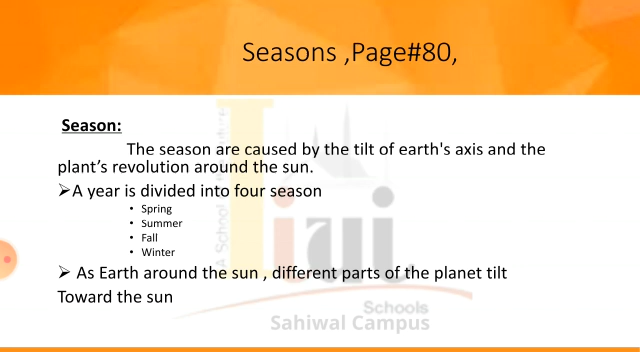 Seasons ,Page#80,
Season:
The season are caused by the tilt of earth's axis and the
plant’s revolution around the sun.
➢A year is divided into four season
• Spring
• Summer
• Fall
• Winter
➢ As Earth around the sun , different parts of the planet tilt
Toward the sun
Schools
Sahiwal Campus